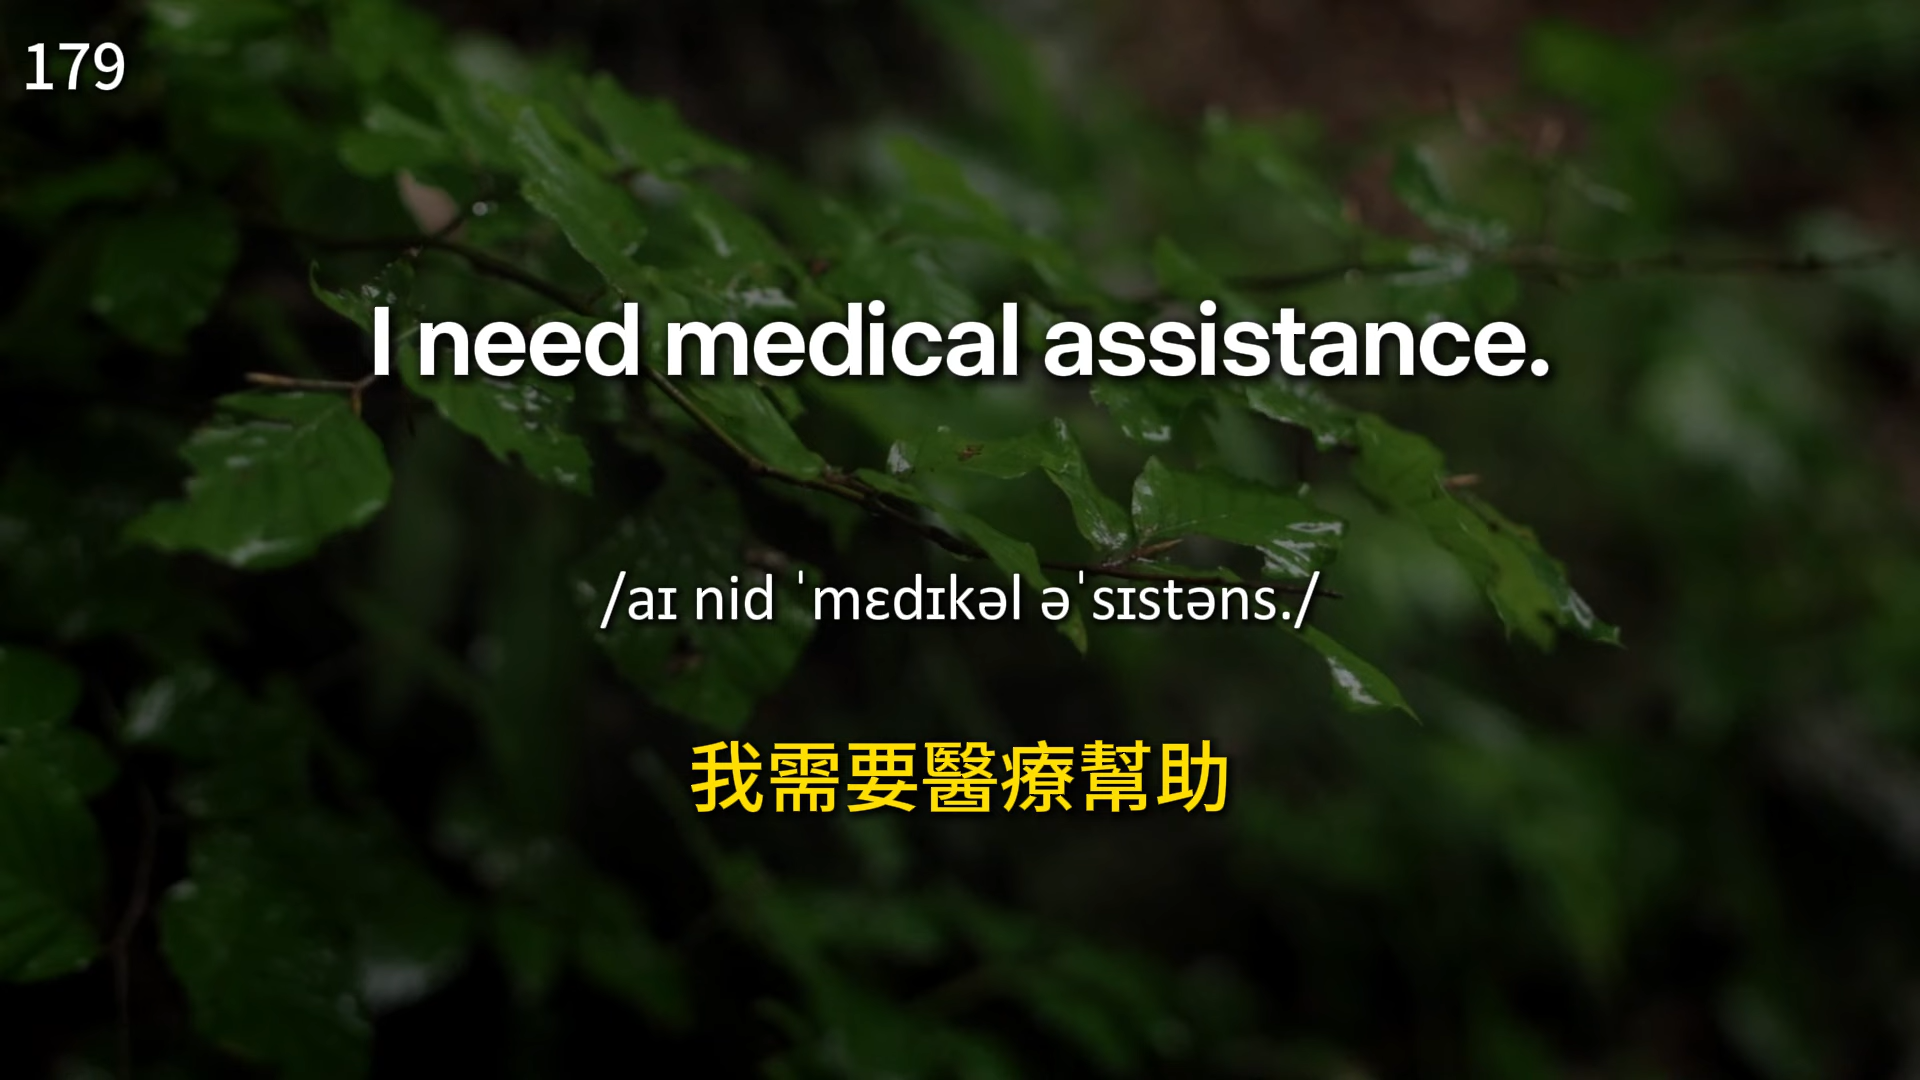 179
I need medical assistance.
/aɪ nid ˈmɛdɪkəl əˈsɪstəns./
我需要醫療幫助